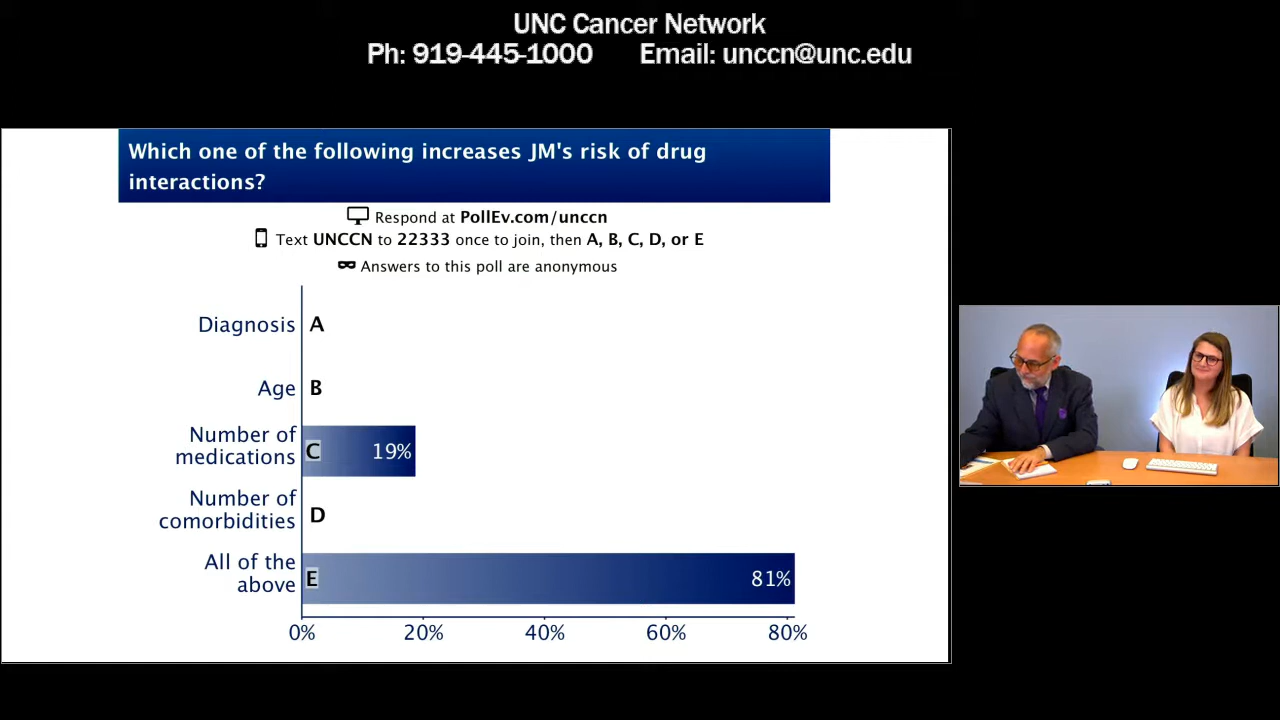 UNC Cancer Network
Ph: 919-445-1000 Email: unccn@unc.edu
Which one of the following increases JM's risk of drug
interactions?
Respond at PollEv.com/unccn
Text UNCCN to 22333 once to join, then A, B, C, D, or E
Answers to this poll are anonymous
Diagnosis A
Age B
Number of
medications C 19%
Number of
comorbidities D
All of the
above E 81%
0% 20% 40% 60% 80%